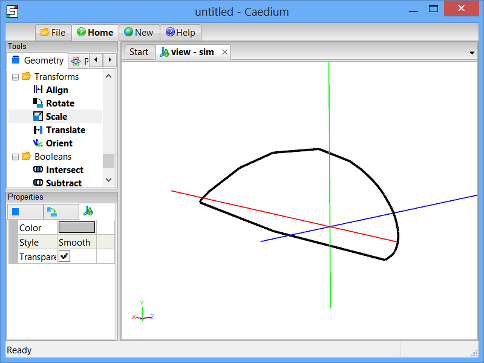 untitled - Caedium
File Home New Help
Tools
Geometry
Start view - sim
Transforms
Align
Rotate
Scale
Translate
Orient
Booleans
Intersect
Subtract
Properties
Color
Style Smooth
Transpare
Y
X Z
Ready